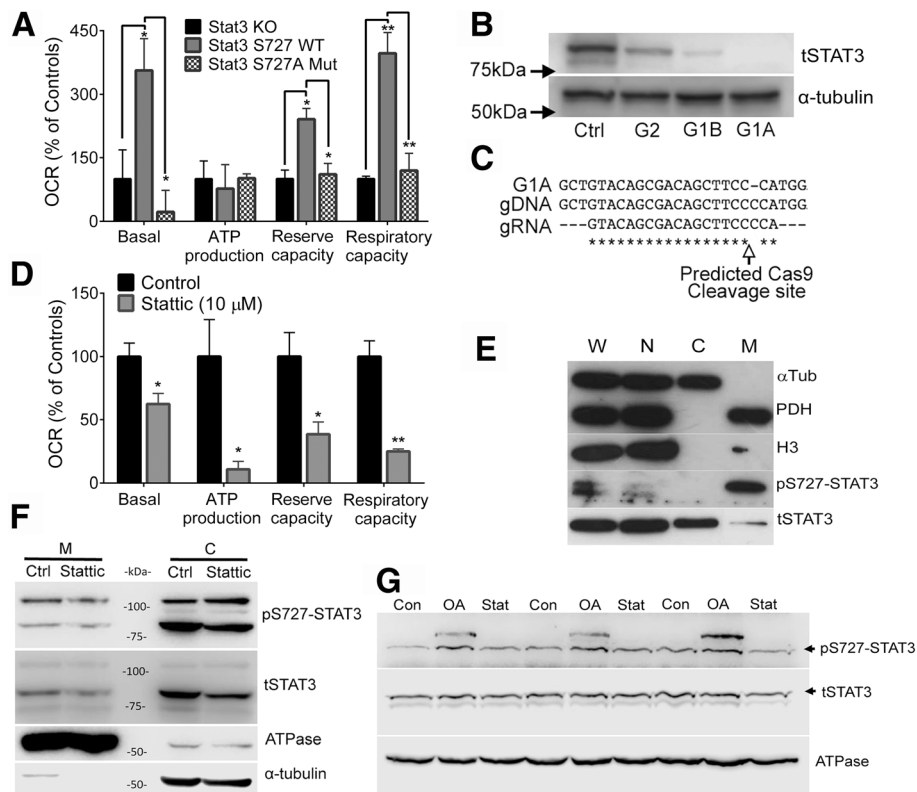 A
OCR (% of Controls)
450
300
150
0
Stat3 KO
Stat3 S727 WT
Stat3 S727A Mut
* * * * ** **
Basal
ATP production
Reserve capacity
Respiratory capacity
B
tSTAT3
75kDa
α-tubulin
50kDa
Ctrl G2 G1B G1A
C
G1A GCTGTACAGCGACAGCTTCC-CATGG.
gDNA GCTGTACAGCGACAGCTTCCCCATGG.
gRNA ---GTACAGCGACAGCTTCCCCA---
****************** **
Predicted Cas9
Cleavage site
D
OCR (% of Controls)
150
100
50
0
Control
Stattic (10 µM)
* * * **
Basal
ATP production
Reserve capacity
Respiratory capacity
E
W N C M
αTub
PDH
H3
pS727-STAT3
tSTAT3
F
M C
Ctrl Stattic -kDa- Ctrl Stattic
-100-
pS727-STAT3
-75-
-100-
tSTAT3
-75-
ATPase
-50-
α-tubulin
-50-
G
Con OA Stat Con OA Stat Con OA Stat
pS727-STAT3
tSTAT3
ATPase